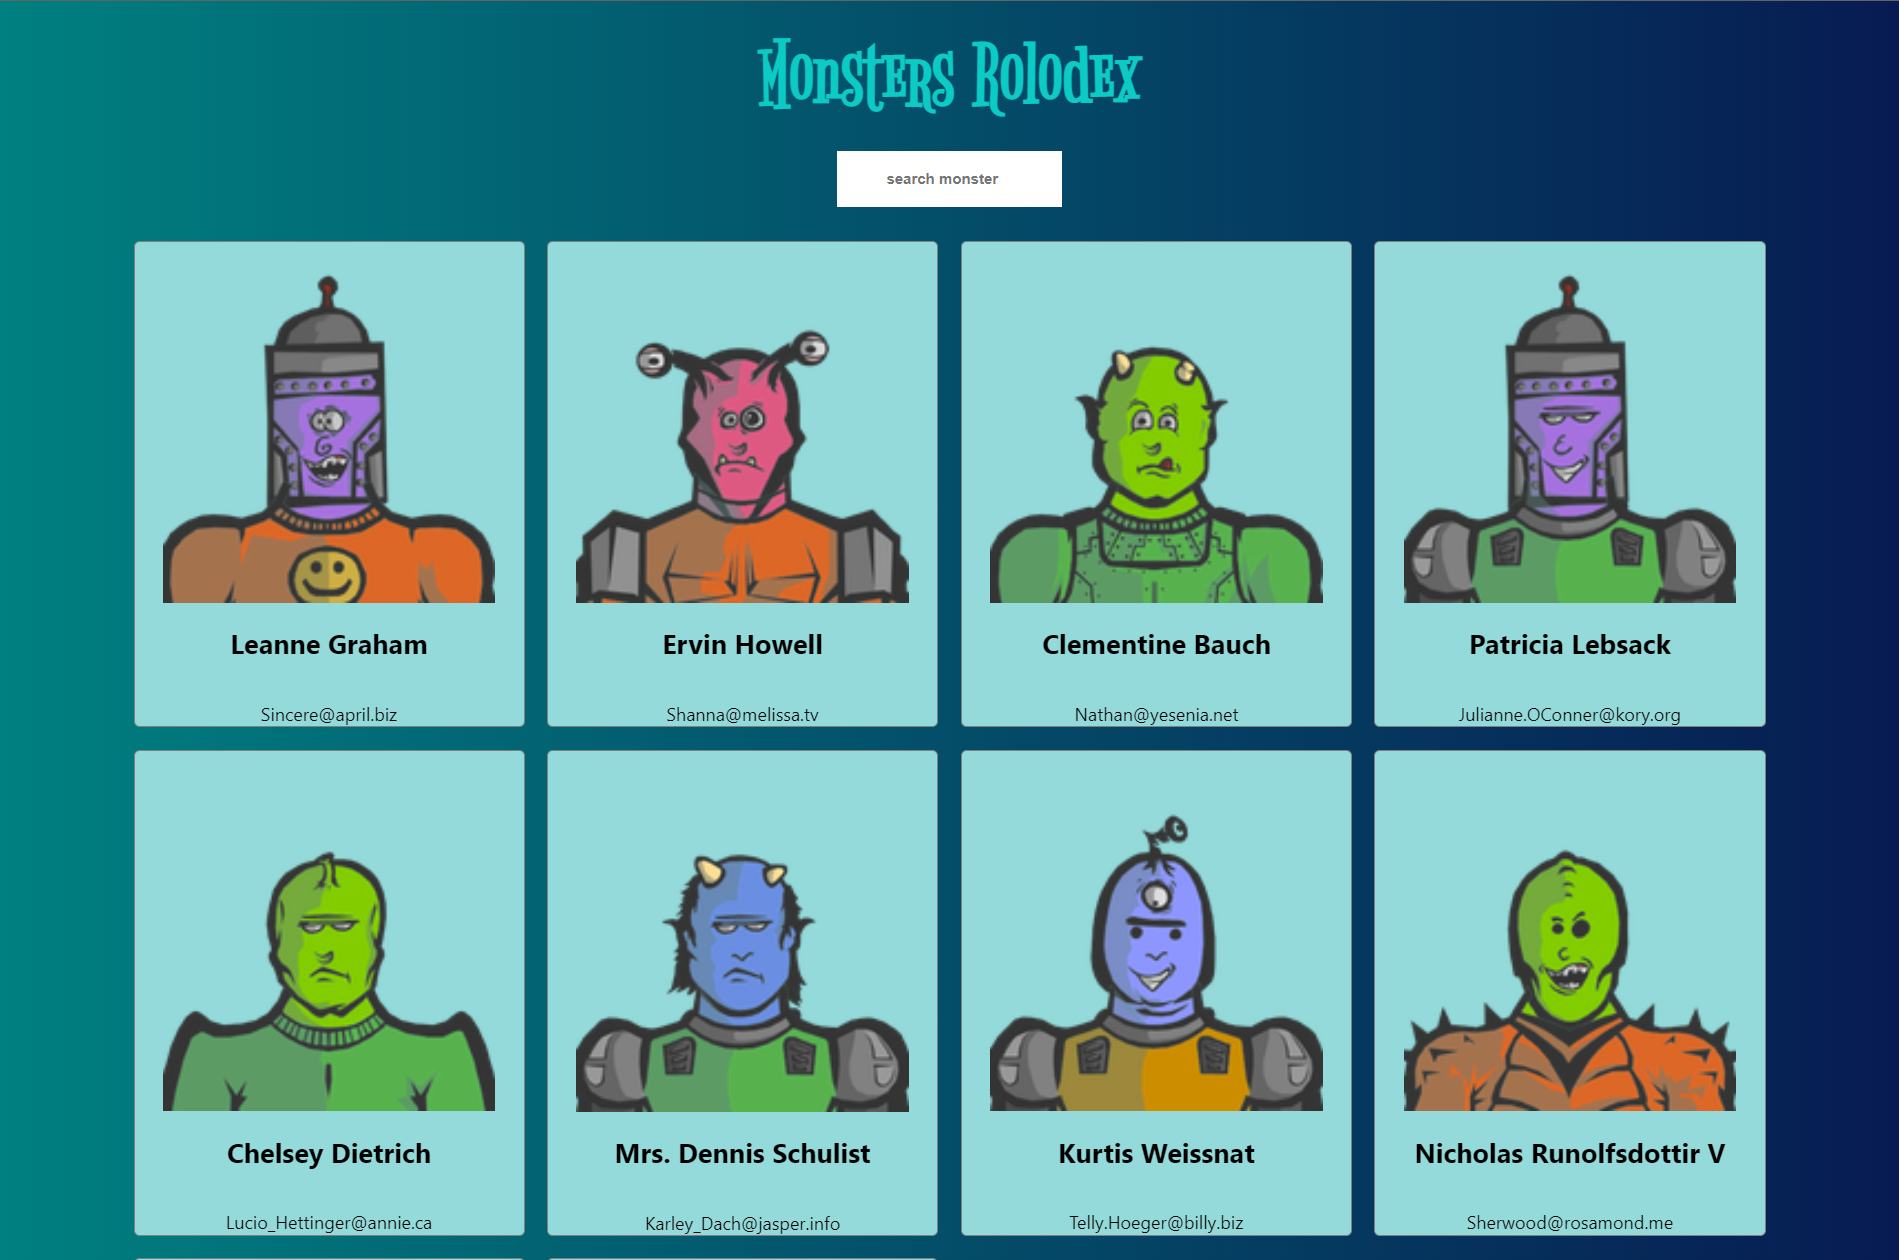 Monsters Rolodex
search monster
Leanne Graham
Sincere@april.biz
Ervin Howell
Shanna@melissa.tv
Clementine Bauch
Nathan@yesenia.net
Patricia Lebsack
Julianne.OConner@kory.org
Chelsey Dietrich
Lucio_Hettinger@annie.ca
Mrs. Dennis Schulist
Karley_Dach@jasper.info
Kurtis Weissnat
Telly.Hoeger@billy.biz
Nicholas Runolfsdottir V
Sherwood@rosamond.me